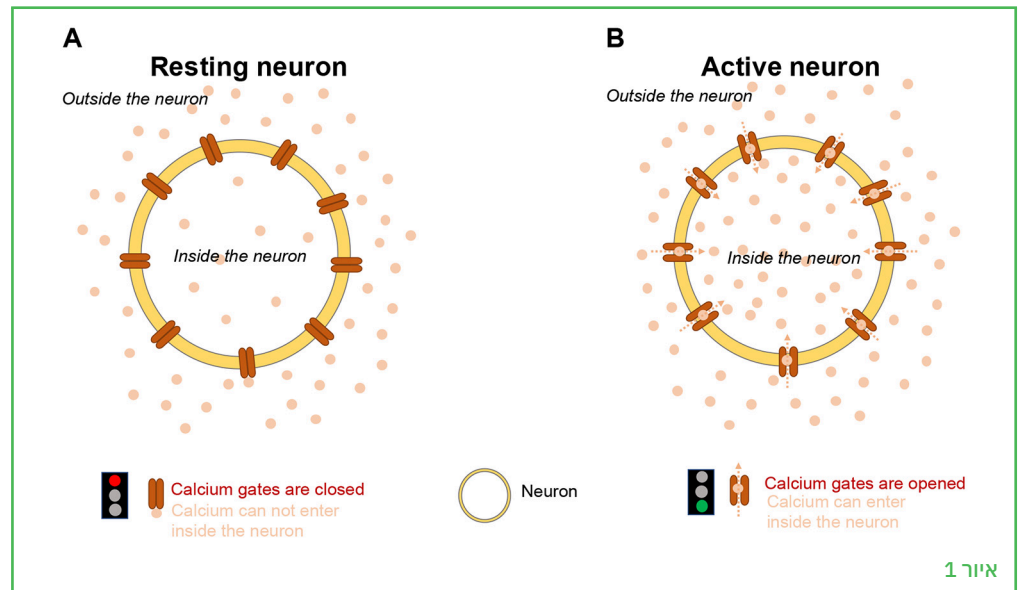 A
Resting neuron
Outside the neuron
Inside the neuron
Calcium gates are closed
Calcium can not enter
inside the neuron
Neuron
B
Active neuron
Outside the neuron
Inside the neuron
Calcium gates are opened
Calcium can enter
inside the neuron
איור 1